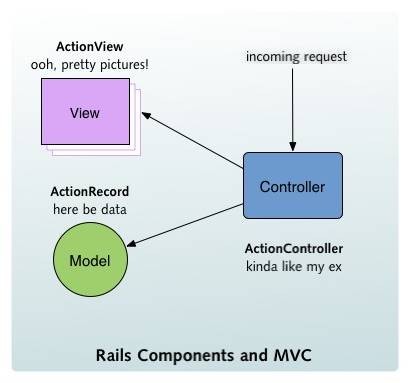 ActionView
ooh, pretty pictures!
View
incoming request
Controller
ActionRecord
here be data
Model
ActionController
kinda like my ex
Rails Components and MVC